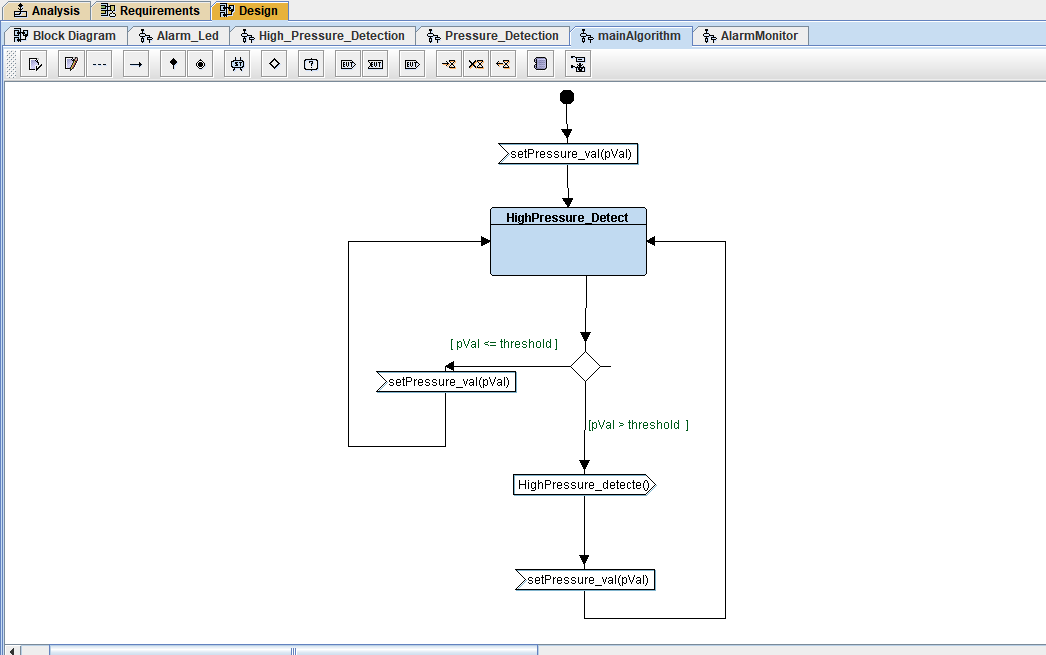 Analysis Requirements Design
Block Diagram Alarm_Led High_Pressure_Detection Pressure_Detection mainAlgorithm AlarmMonitor
setPressure_val(pVal)
HighPressure_Detect
[ pVal <= threshold ]
setPressure_val(pVal)
[pVal > threshold ]
HighPressure_detecte()
setPressure_val(pVal)